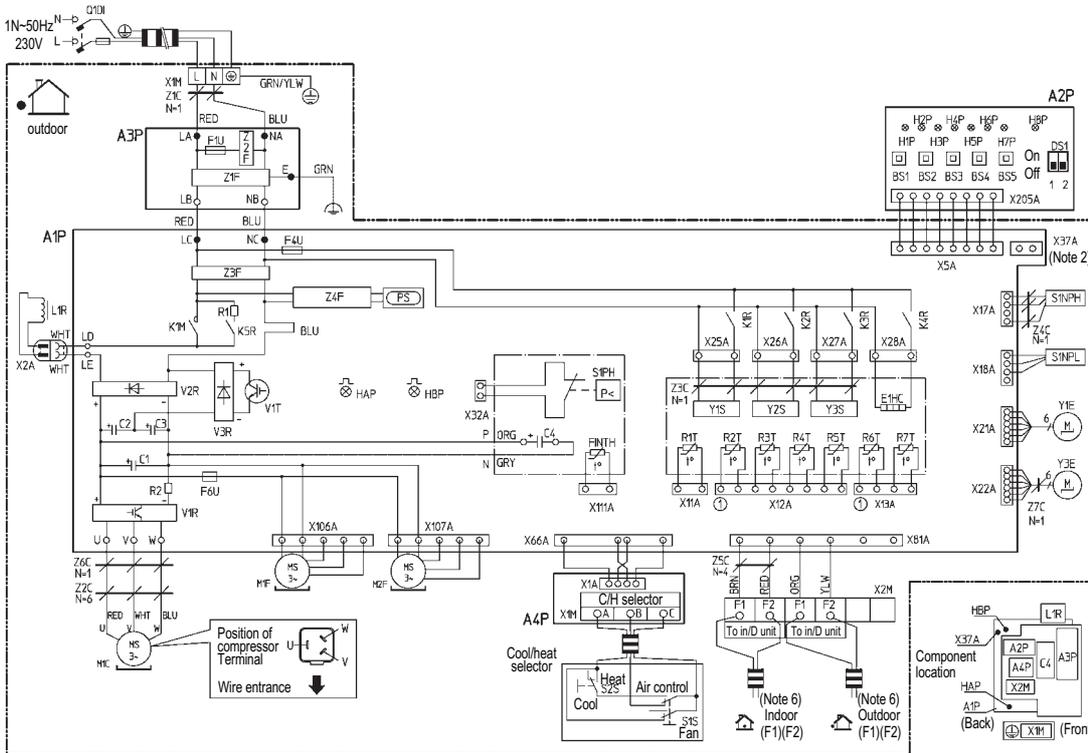 1N~50Hz
230V
N
L
Q1DI
L N
X1M
GRN/YLW
Z1C
N=1
RED
BLU
outdoor
A3P
LA
NA
F1U
Z2F
Z1F
E
GRN
LB
NB
RED
BLU
A2P
H2P H4P H6P H8P
H1P H3P H5P H7P
DS1
On
Off
BS1 BS2 BS3 BS4 BS5
1 2
X205A
X5A
X37A
(Note 2)
A1P
LC
NC
F4U
Z3F
Z4F
PS
L1R
R1
K1M
K5R
BLU
WHT
LD
X2A
WHT
LE
V2R
V3R
V1T
C2
C3
C1
R2
F6U
V1R
HAP
HBP
S1PH
P<
X32A
P
ORG
C4
N
GRY
FINTH
t°
X111A
K1R K2R K3R K4R
X25A X26A X27A X28A
Z3C
N=1
Y1S Y2S Y3S
E1HC
R1T R2T R3T R4T R5T R6T R7T
t° t° t° t° t° t° t°
X11A
1
X12A
1
X13A
X17A
S1NPH
Z4C
N=1
X18A
S1NPL
X21A
6
Y1E
M
X22A
6
Y3E
M
Z7C
N=1
U V W
Z6C
N=1
Z2C
N=6
RED WHT BLU
U V W
MS
3~
M1C
Position of
compressor
Terminal
U
W
V
Wire entrance
X106A
MS
3~
M1F
X107A
MS
3~
M2F
X66A
X1A
C/H selector
X1M
A B C
A4P
Cool/heat
selector
Heat
S2S
Cool
Air control
S1S
Fan
X81A
Z5C
N=4
BRN RED ORG YLW
X2M
F1 F2 F1 F2
To in/D unit
To in/D unit
(Note 6)
Indoor
(F1)(F2)
(Note 6)
Outdoor
(F1)(F2)
HBP
L1R
X37A
A2P
A3P
Component
location
A4P
C4
X2M
HAP
A1P
(Back)
X1M
(Fron